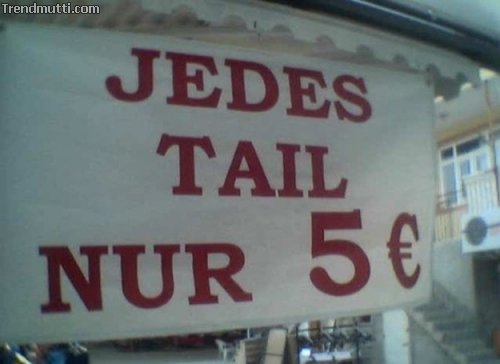 Trendmutti.com
JEDES
TAIL
NUR 5 €